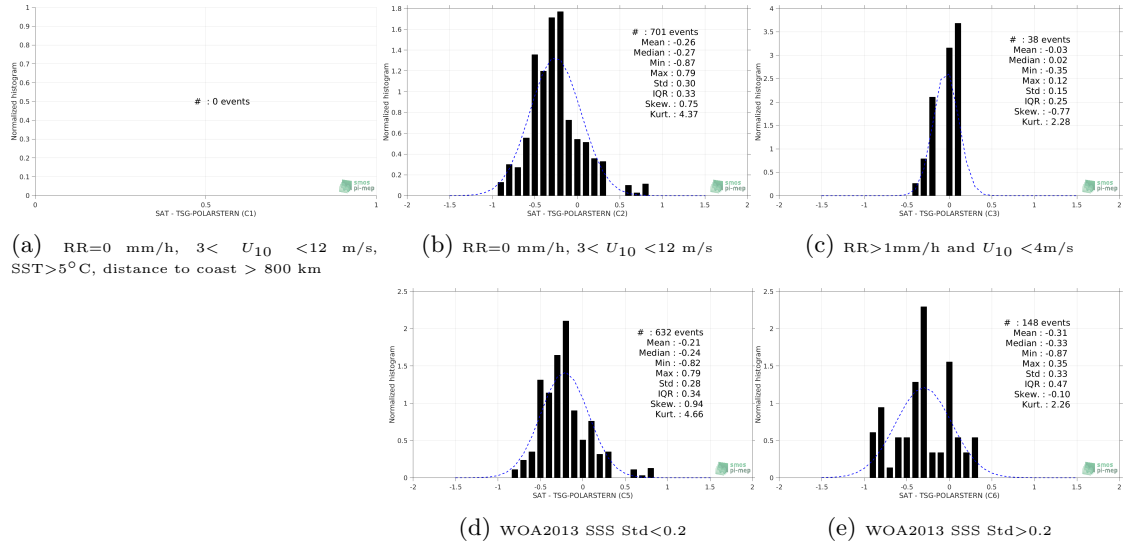 1
0.9
0.8
0.7
0.6
0.5
0.4
0.3
0.2
0.1
0
Normalized histogram
# : 0 events
smos
pi-mep
0 0.5 1
SAT - TSG-POLARSTERN (C1)
(a) RR=0 mm/h, 3< U10 <12 m/s,
SST>5°C, distance to coast > 800 km
1.8
1.6
1.4
1.2
1
0.8
0.6
0.4
0.2
0
Normalized histogram
# : 701 events
Mean : -0.26
Median : -0.27
Min : -0.87
Max : 0.79
Std : 0.30
IQR : 0.33
Skew. : 0.75
Kurt. : 4.37
smos
pi-mep
-2 -1.5 -1 -0.5 0 0.5 1 1.5 2
SAT - TSG-POLARSTERN (C2)
(b) RR=0 mm/h, 3< U10 <12 m/s
4
3.5
3
2.5
2
1.5
1
0.5
0
Normalized histogram
# : 38 events
Mean : -0.03
Median : 0.02
Min : -0.35
Max : 0.12
Std : 0.15
IQR : 0.25
Skew. : -0.77
Kurt. : 2.28
smos
pi-mep
-2 -1.5 -1 -0.5 0 0.5 1 1.5 2
SAT - TSG-POLARSTERN (C3)
(c) RR>1mm/h and U10 <4m/s
2.5
2
1.5
1
0.5
0
Normalized histogram
# : 632 events
Mean : -0.21
Median : -0.24
Min : -0.82
Max : 0.79
Std : 0.28
IQR : 0.34
Skew. : 0.94
Kurt. : 4.66
smos
pi-mep
-2 -1.5 -1 -0.5 0 0.5 1 1.5 2
SAT - TSG-POLARSTERN (C5)
(d) WOA2013 SSS Std<0.2
2.5
2
1.5
1
0.5
0
Normalized histogram
# : 148 events
Mean : -0.31
Median : -0.33
Min : -0.87
Max : 0.35
Std : 0.33
IQR : 0.47
Skew. : -0.10
Kurt. : 2.26
smos
pi-mep
-2 -1.5 -1 -0.5 0 0.5 1 1.5 2
SAT - TSG-POLARSTERN (C6)
(e) WOA2013 SSS Std>0.2